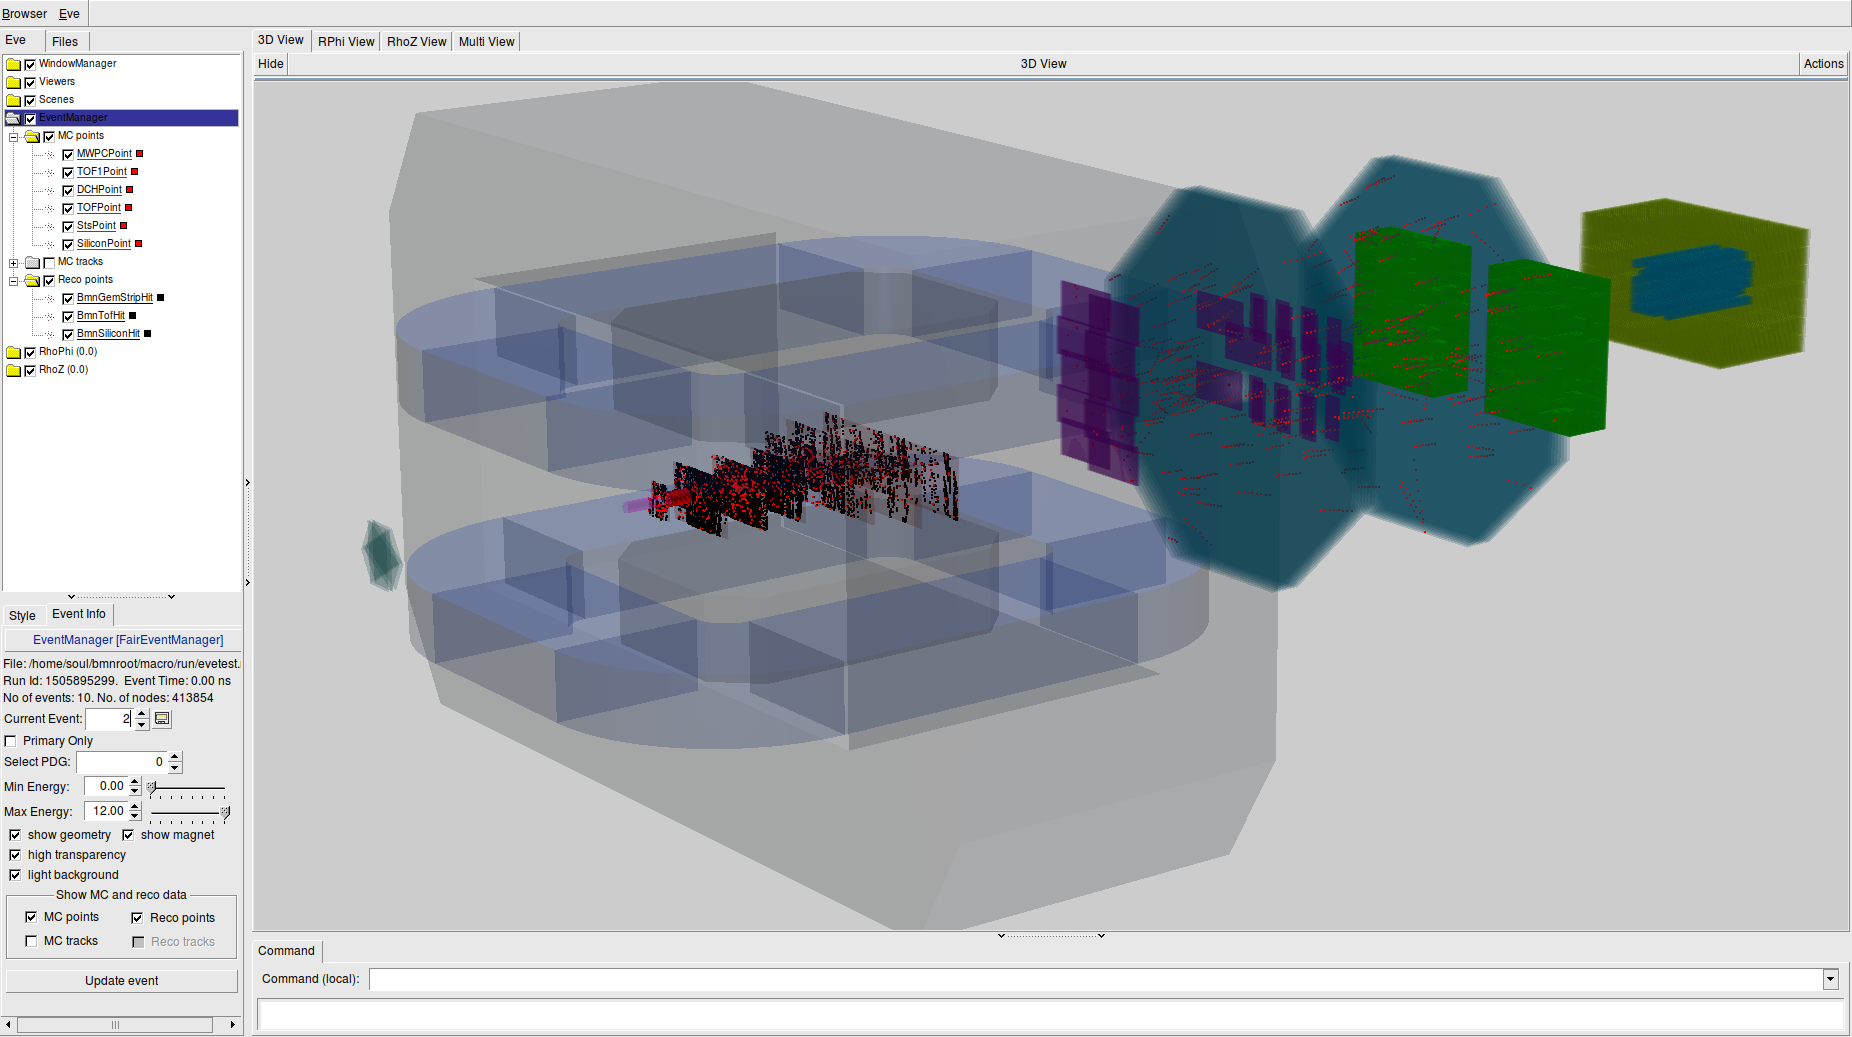 Browser Eve
Eve Files
WindowManager
Viewers
Scenes
EventManager
MC points
MWPCPoint
TOF1Point
DCHPoint
TOFPoint
StsPoint
SiliconPoint
MC tracks
Reco points
BmnGemStripHit
BmnTofHit
BmnSiliconHit
RhoPhi (0.0)
RhoZ (0.0)
Style Event Info
EventManager [FairEventManager]
File: /home/soul/bmnroot/macro/run/evetest.
Run Id: 1505895299. Event Time: 0.00 ns
No of events: 10. No. of nodes: 413854
Current Event: 2
Primary Only
Select PDG: 0
Min Energy: 0.00
Max Energy: 12.00
show geometry show magnet
high transparency
light background
Show MC and reco data
MC points Reco points
MC tracks Reco tracks
Update event
3D View RPhi View RhoZ View Multi View
Hide 3D View Actions
Command
Command (local):